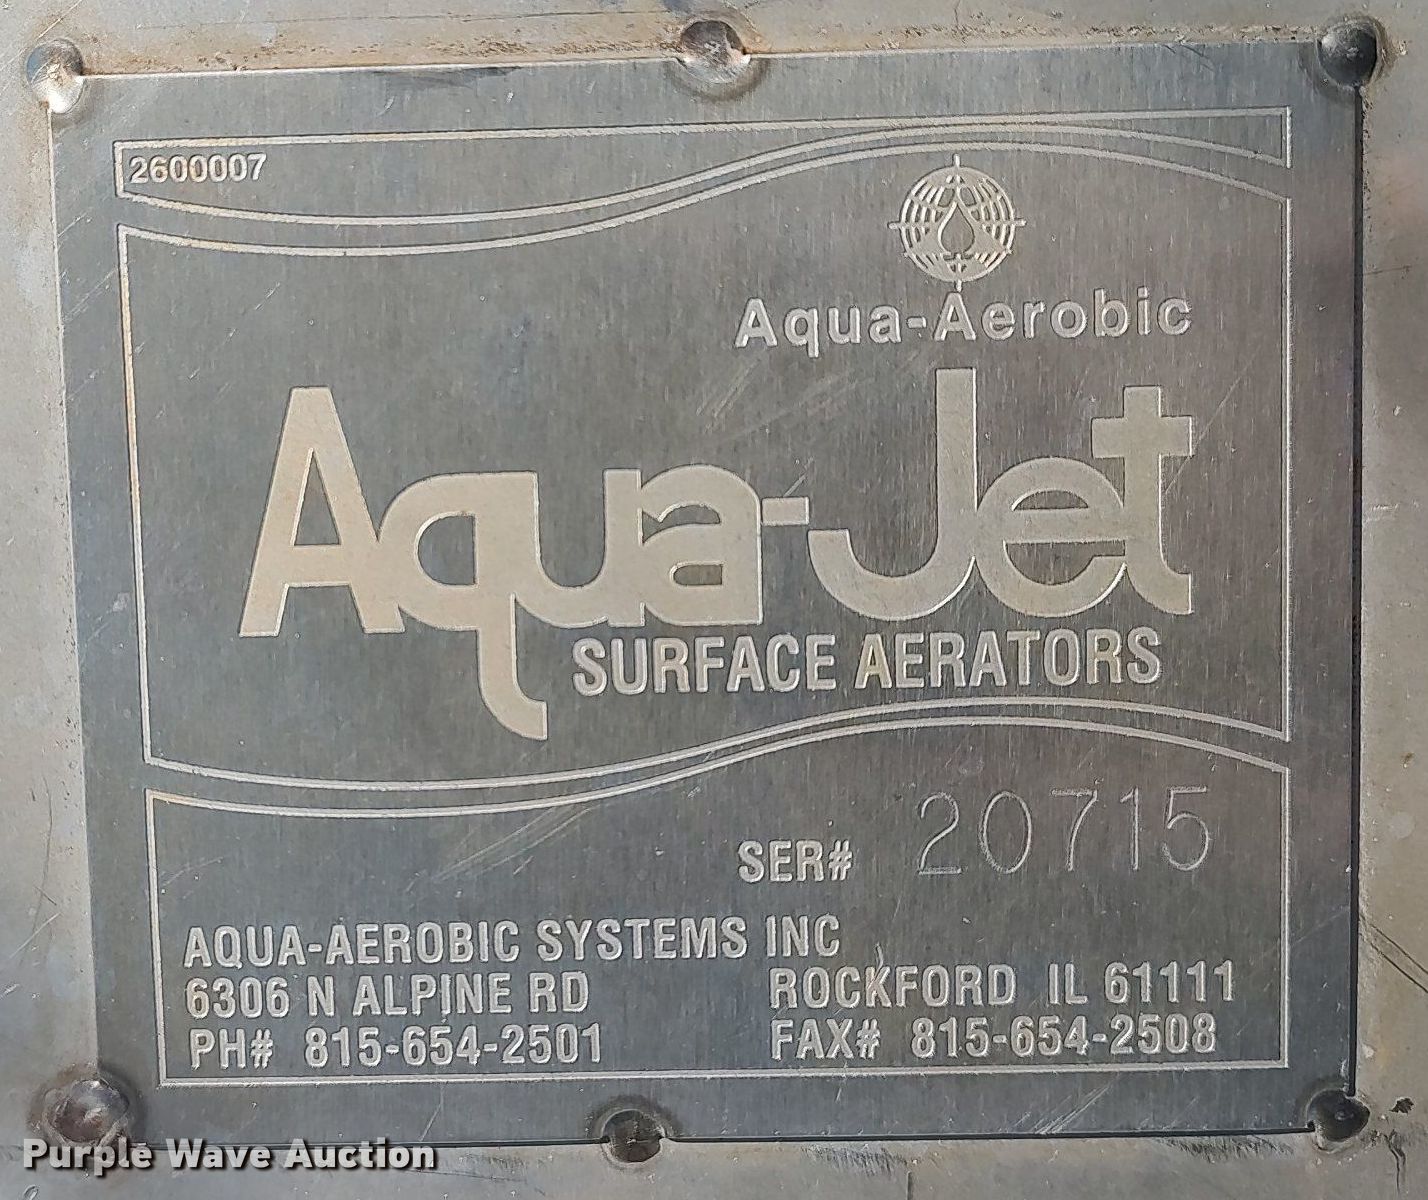 2600007
Aqua-Aerobic
Aqua-Jet
SURFACE AERATORS
SER# 20715
AQUA-AEROBIC SYSTEMS INC
6306 N ALPINE RD ROCKFORD IL 61111
PH# 815-654-2501 FAX# 815-654-2508
Purple Wave Auction